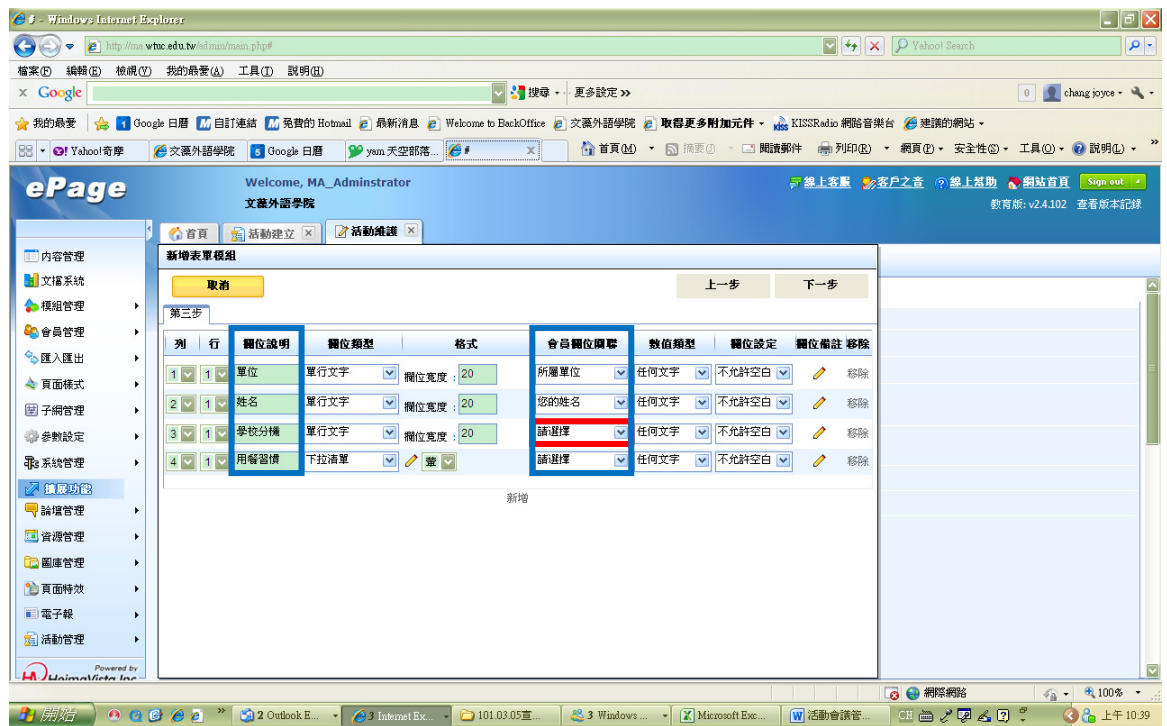 # - Windows Internet Explorer
http://ma.wtuc.edu.tw/admin/main.php#
Yahoo! Search
檔案(F) 編輯(E) 檢視(V) 我的最愛(A) 工具(T) 說明(H)
x Google 搜尋 更多設定 >> 0 chang joyce
我的最愛 1 Google 日曆 自訂連結 免費的 Hotmail 最新消息 Welcome to BackOffice 文藻外語學院 取得更多附加元件 KISSRadio 網路音樂台 建議的網站
Yahoo!奇摩 文藻外語學院 5 Google 日曆 yam 天空部落... # x 首頁(M) 摘要(J) 閱讀郵件 列印(R) 網頁(P) 安全性(S) 工具(O) 說明(L) »
ePage
Welcome, MA_Adminstrator
文藻外語學院
線上客服 客戶之音 線上幫助 網站首頁 Sign out
教育版: v2.4.102 查看版本記錄
首頁 活動建立 活動維護
內容管理
文檔系統
模組管理
會員管理
匯入匯出
頁面樣式
子網管理
參數設定
系統管理
擴展功能
論壇管理
資源管理
圖庫管理
頁面特效
電子報
活動管理
Powered by
HeimaVista Inc
新增表單模組
取消 上一步 下一步
第三步
列 行 欄位說明 欄位類型 格式 會員欄位關聯 數值類型 欄位設定 欄位備註 移除
1 1 單位 單行文字 欄位寬度 : 20 所屬單位 任何文字 不允許空白 移除
2 1 姓名 單行文字 欄位寬度 : 20 您的姓名 任何文字 不允許空白 移除
3 1 學校分機 單行文字 欄位寬度 : 20 請選擇 任何文字 不允許空白 移除
4 1 用餐習慣 下拉清單 葷 請選擇 任何文字 不允許空白 移除
新增
網際網路 100%
開始 » 2 Outlook E... 3 Internet Ex... 101.03.05宣... 3 Windows ... Microsoft Exc... 活動會議管... CH 上午 10:39